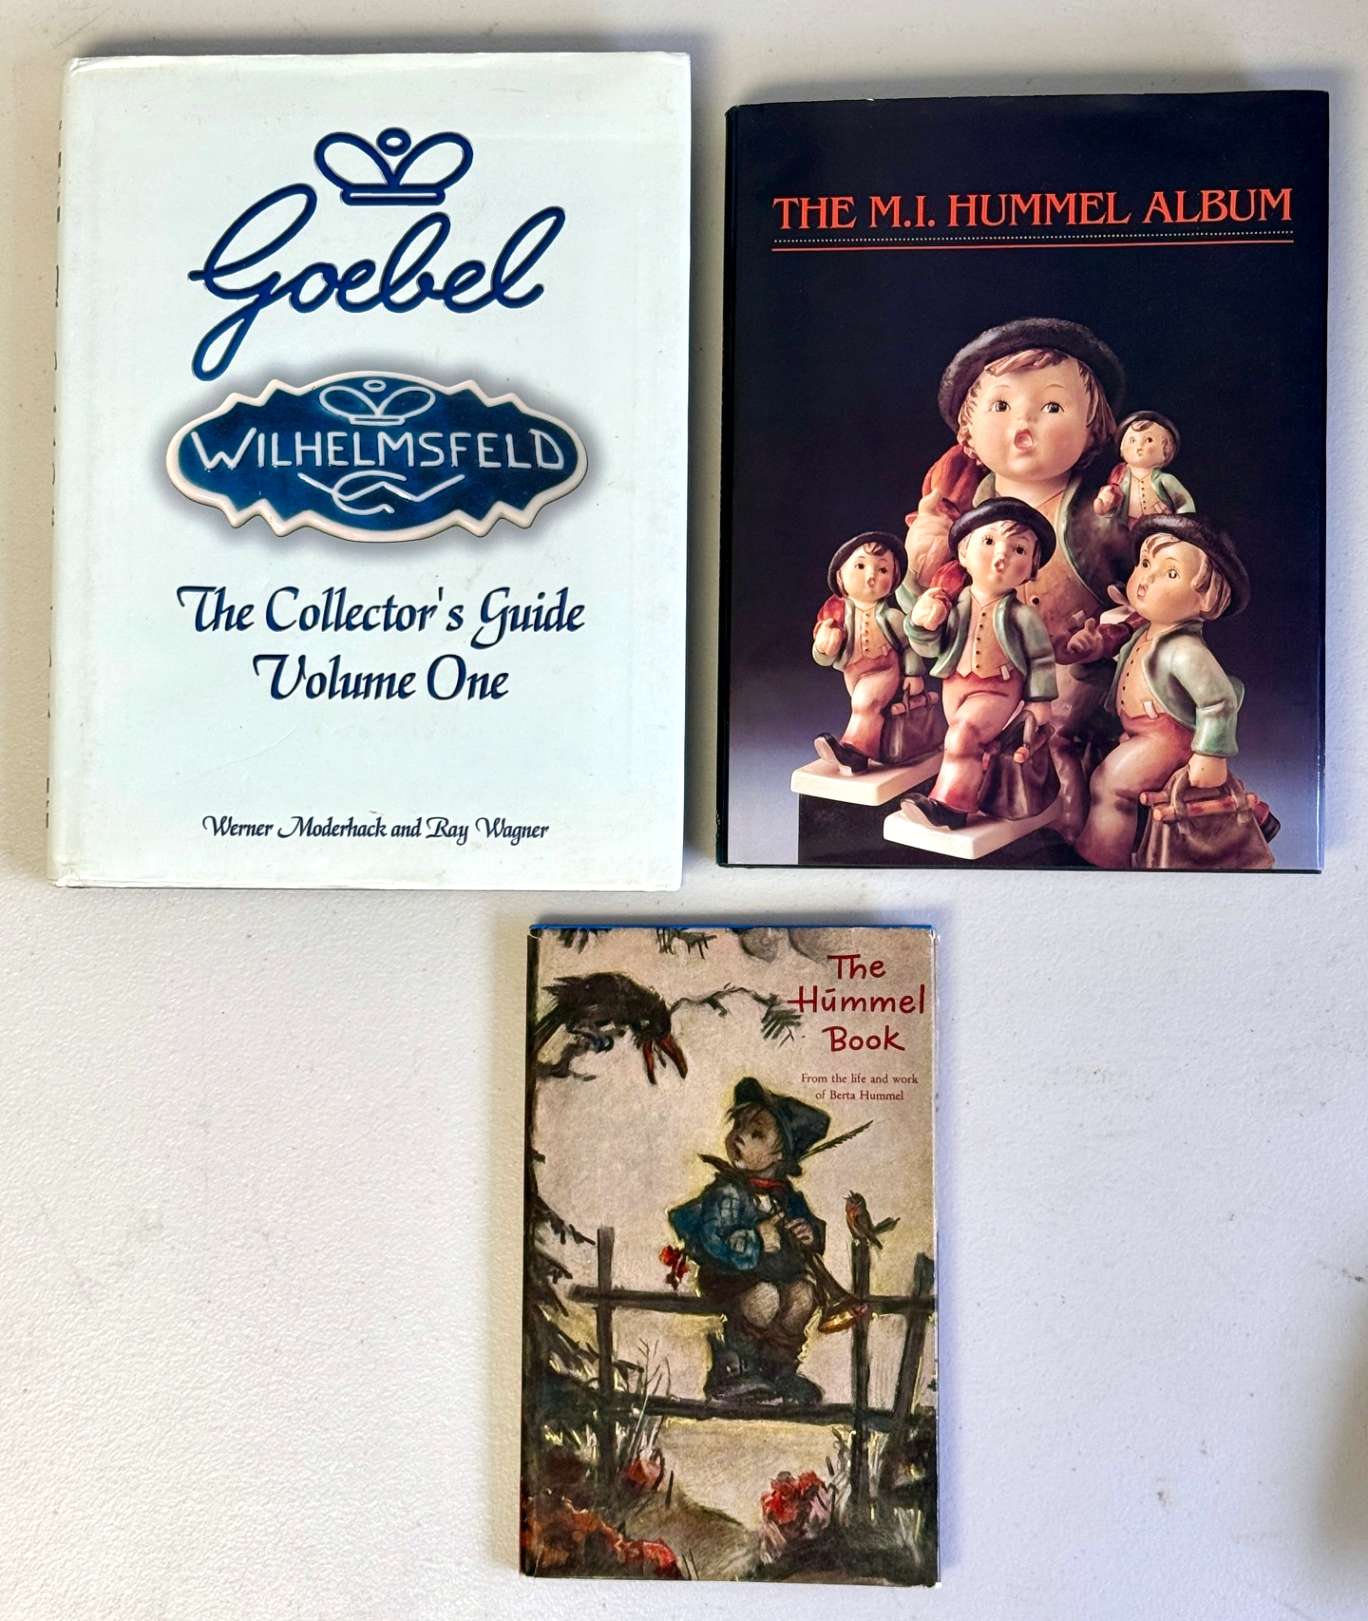 Goebel
WILHELMSFELD
The Collector's Guide
Volume One
Werner Moderhack and Ray Wagner
THE M.I. HUMMEL ALBUM
The
Hūmmel
Book
From the life and work
of Berta Hummel